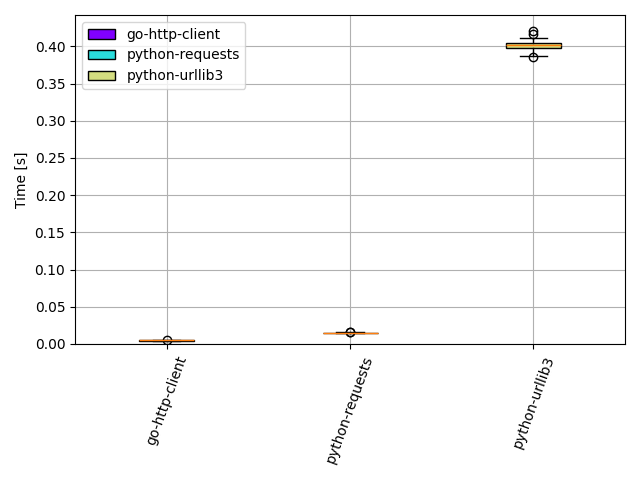 go-http-client
python-requests
python-urllib3
Time [s]
0.40
0.35
0.30
0.25
0.20
0.15
0.10
0.05
0.00
go-http-client
python-requests
python-urllib3